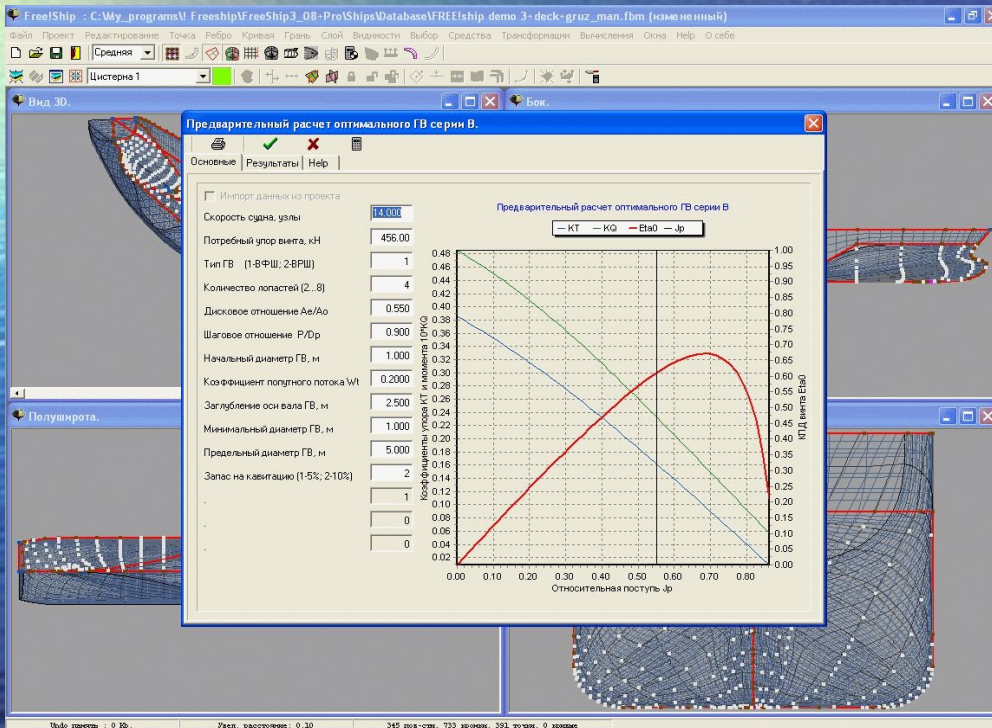 Free!Ship : C:\My_programs\! Freeship\FreeShip3_08+Pro\Ships\Database\FREE!ship demo 3+deck+gruz_man.fbm (измененный)
Файл Проект Редактирование Точка Ребро Кривая Грань Слой Видимости Выбор Средства Трансформации Вычисления Окна Help О себе
Средняя
Цистерна 1
Вид 3D.
Бок.
Предварительный расчет оптимального ГВ серии В.
Основные Результаты Help
Импорт данных из проекта
Скорость судна, узлы 14.000
Потребный упор винта, кН 456.00
Тип ГВ (1-ВФШ; 2-ВРШ) 1
Количество лопастей (2...8) 4
Дисковое отношение Ae/Ao 0.550
Шаговое отношение P/Dp 0.900
Начальный диаметр ГВ, м 1.000
Коэффициент попутного потока Wt 0.2000
Заглубление оси вала ГВ, м 2.500
Минимальный диаметр ГВ, м 1.000
Предельный диаметр ГВ, м 5.000
Запас на кавитацию (1-5%; 2-10%) 2
. 1
. 0
. 0
Предварительный расчет оптимального ГВ серии В
KT KQ Eta0 Jp
Коэффициенты упора KT и момента 10*KQ
0.48
0.46
0.44
0.42
0.40
0.38
0.36
0.34
0.32
0.30
0.28
0.26
0.24
0.22
0.20
0.18
0.16
0.14
0.12
0.10
0.08
0.06
0.04
0.02
1.00
0.95
0.90
0.85
0.80
0.75
0.70
0.65
0.60
0.55
0.50
0.45
0.40
0.35
0.30
0.25
0.20
0.15
0.10
0.05
0.00
КПД винта Eta0
0.00 0.10 0.20 0.30 0.40 0.50 0.60 0.70 0.80
Относительная поступь Jp
Полуширота.
Undo память : 0 Kb. Увел. расстояние: 0.10 345 пов-стн, 733 кромки, 391 точки, 0 кривые